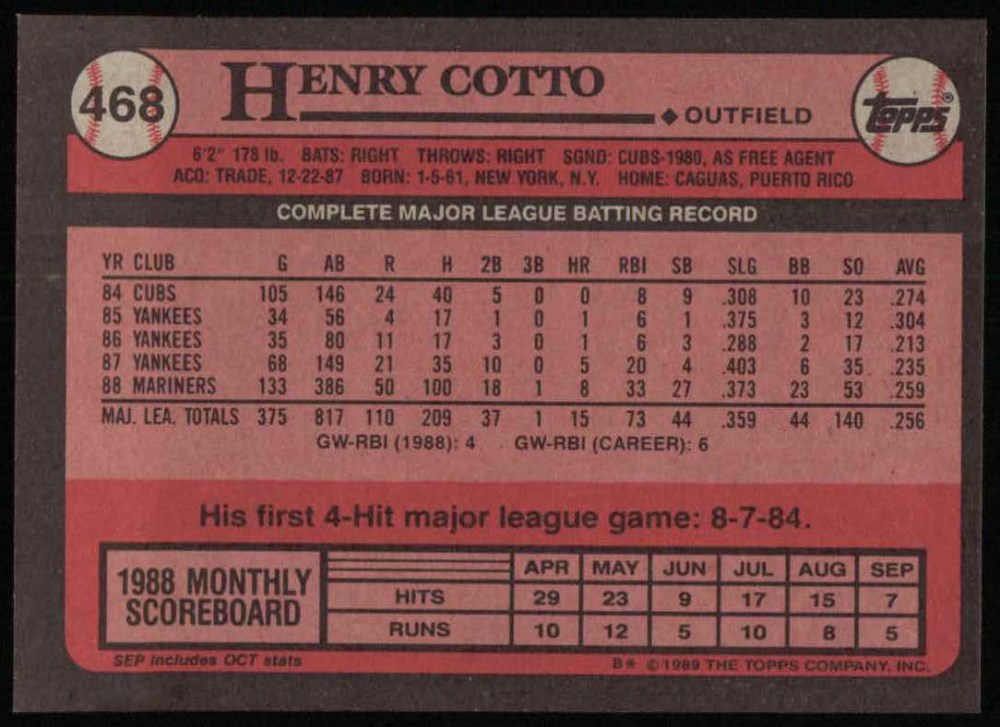 468
HENRY COTTO
◆ OUTFIELD
topps®
6'2" 178 lb. BATS: RIGHT THROWS: RIGHT SGND: CUBS-1980, AS FREE AGENT
ACQ: TRADE, 12-22-87 BORN: 1-5-61, NEW YORK, N.Y. HOME: CAGUAS, PUERTO RICO
COMPLETE MAJOR LEAGUE BATTING RECORD
YR CLUB G AB R H 2B 3B HR RBI SB SLG BB SO AVG
84 CUBS 105 146 24 40 5 0 0 8 9 .308 10 23 .274
85 YANKEES 34 56 4 17 1 0 1 6 1 .375 3 12 .304
86 YANKEES 35 80 11 17 3 0 1 6 3 .288 2 17 .213
87 YANKEES 68 149 21 35 10 0 5 20 4 .403 6 35 .235
88 MARINERS 133 386 50 100 18 1 8 33 27 .373 23 53 .259
MAJ. LEA. TOTALS 375 817 110 209 37 1 15 73 44 .359 44 140 .256
GW-RBI (1988): 4 GW-RBI (CAREER): 6
His first 4-Hit major league game: 8-7-84.
1988 MONTHLY
SCOREBOARD
APR MAY JUN JUL AUG SEP
HITS 29 23 9 17 15 7
RUNS 10 12 5 10 8 5
SEP includes OCT stats
B* © 1989 THE TOPPS COMPANY, INC.